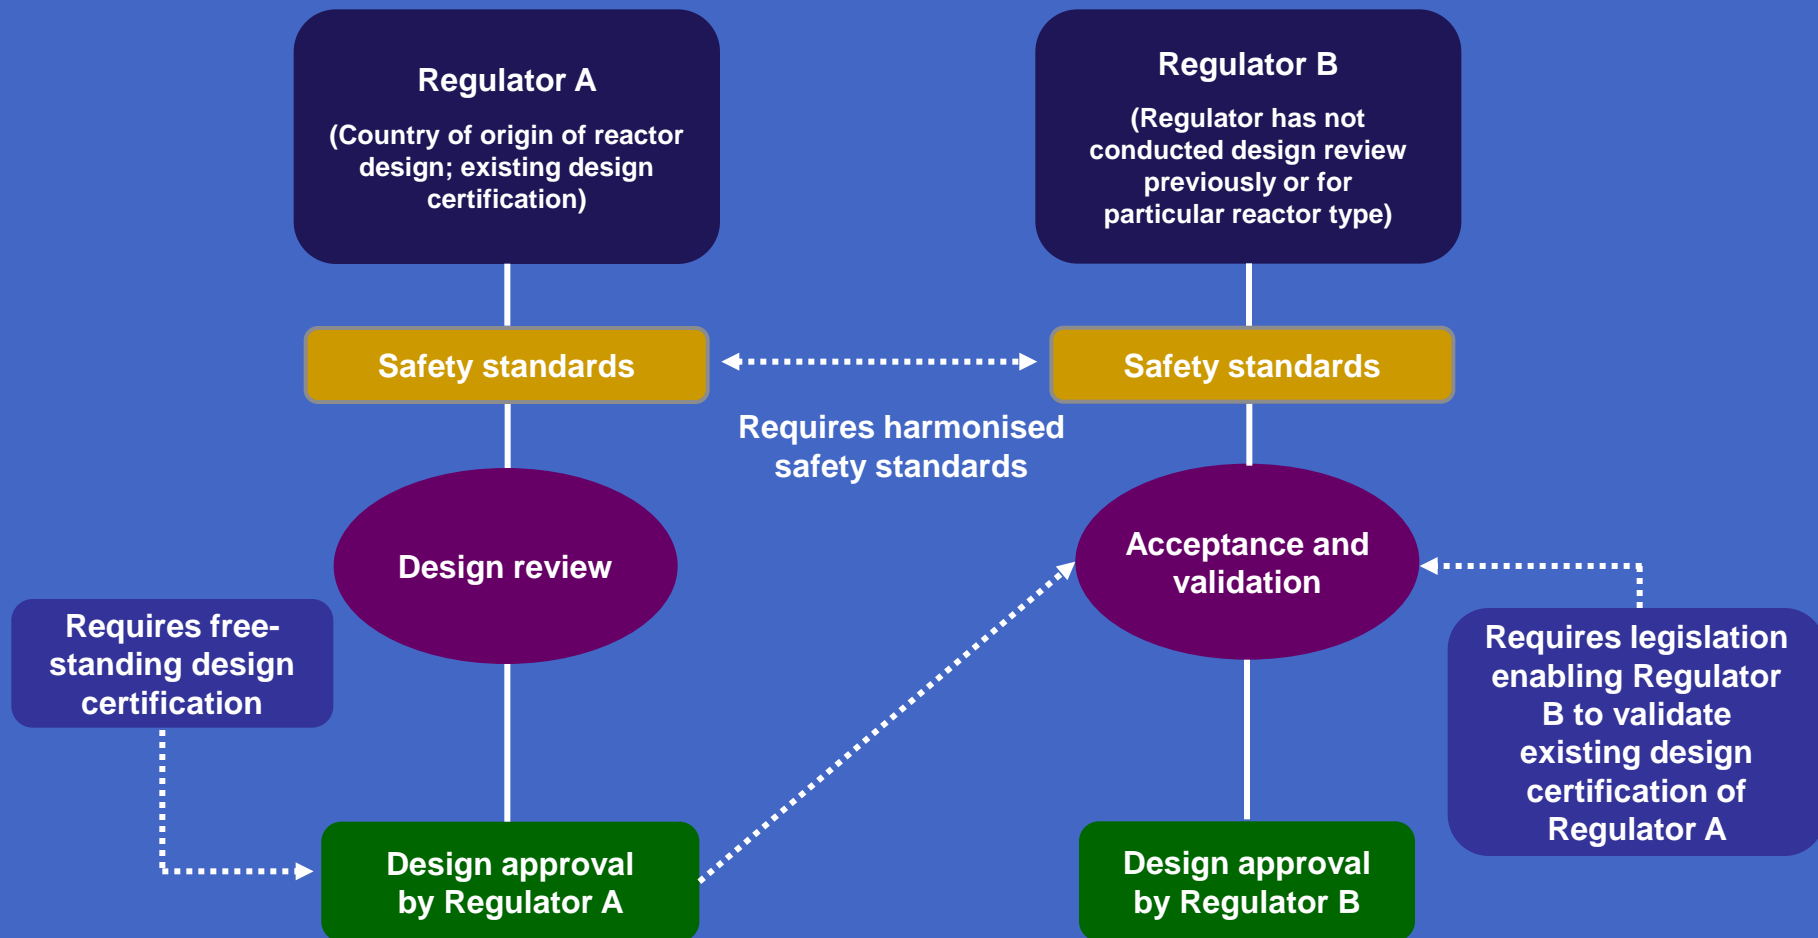 Regulator A
(Country of origin of reactor
design; existing design
certification)
Regulator B
(Regulator has not
conducted design review
previously or for
particular reactor type)
Safety standards
Safety standards
Requires harmonised
safety standards
Design review
Acceptance and
validation
Requires free-
standing design
certification
Requires legislation
enabling Regulator
B to validate
existing design
certification of
Regulator A
Design approval
by Regulator A
Design approval
by Regulator B